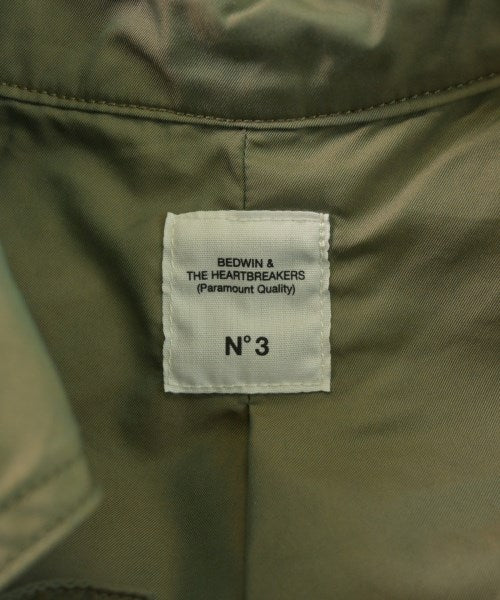 BEDWIN &
THE HEARTBREAKERS
(Paramount Quality)
N° 3